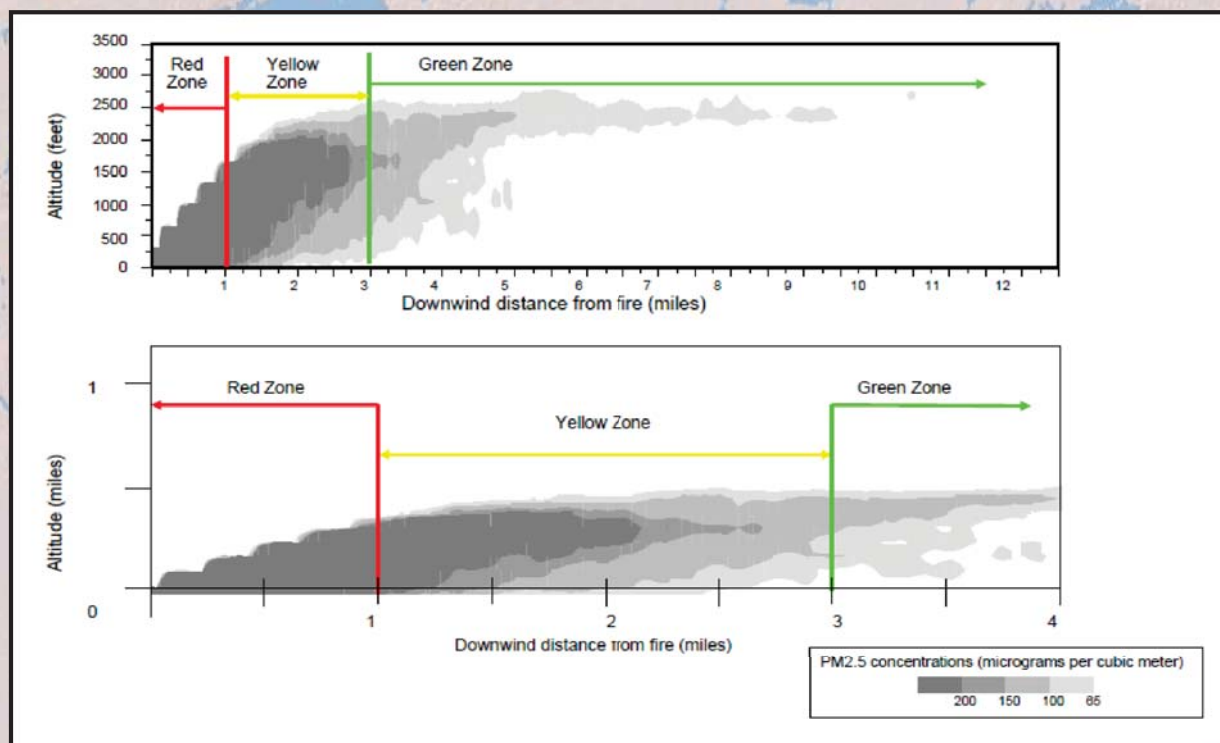 3500
3000
2500
2000
1500
1000
500
0
Altitude (feet)
Red
Zone
Yellow
Zone
Green Zone
1 2 3 4 5 6 7 8 9 10 11 12
Downwind distance from fire (miles)
1
0
Altitude (miles)
Red Zone
Yellow Zone
Green Zone
1 2 3 4
Downwind distance from fire (miles)
PM2.5 concentrations (micrograms per cubic meter)
200 150 100 65